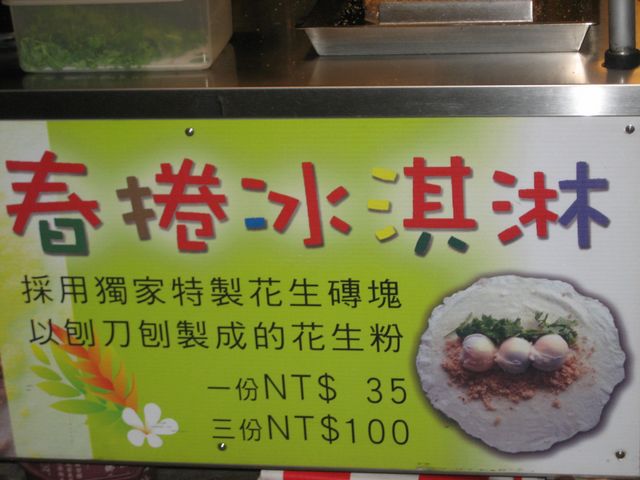 春捲冰淇淋
採用獨家特製花生磚塊
以刨刀刨製成的花生粉
一份NT$ 35
三份NT$100